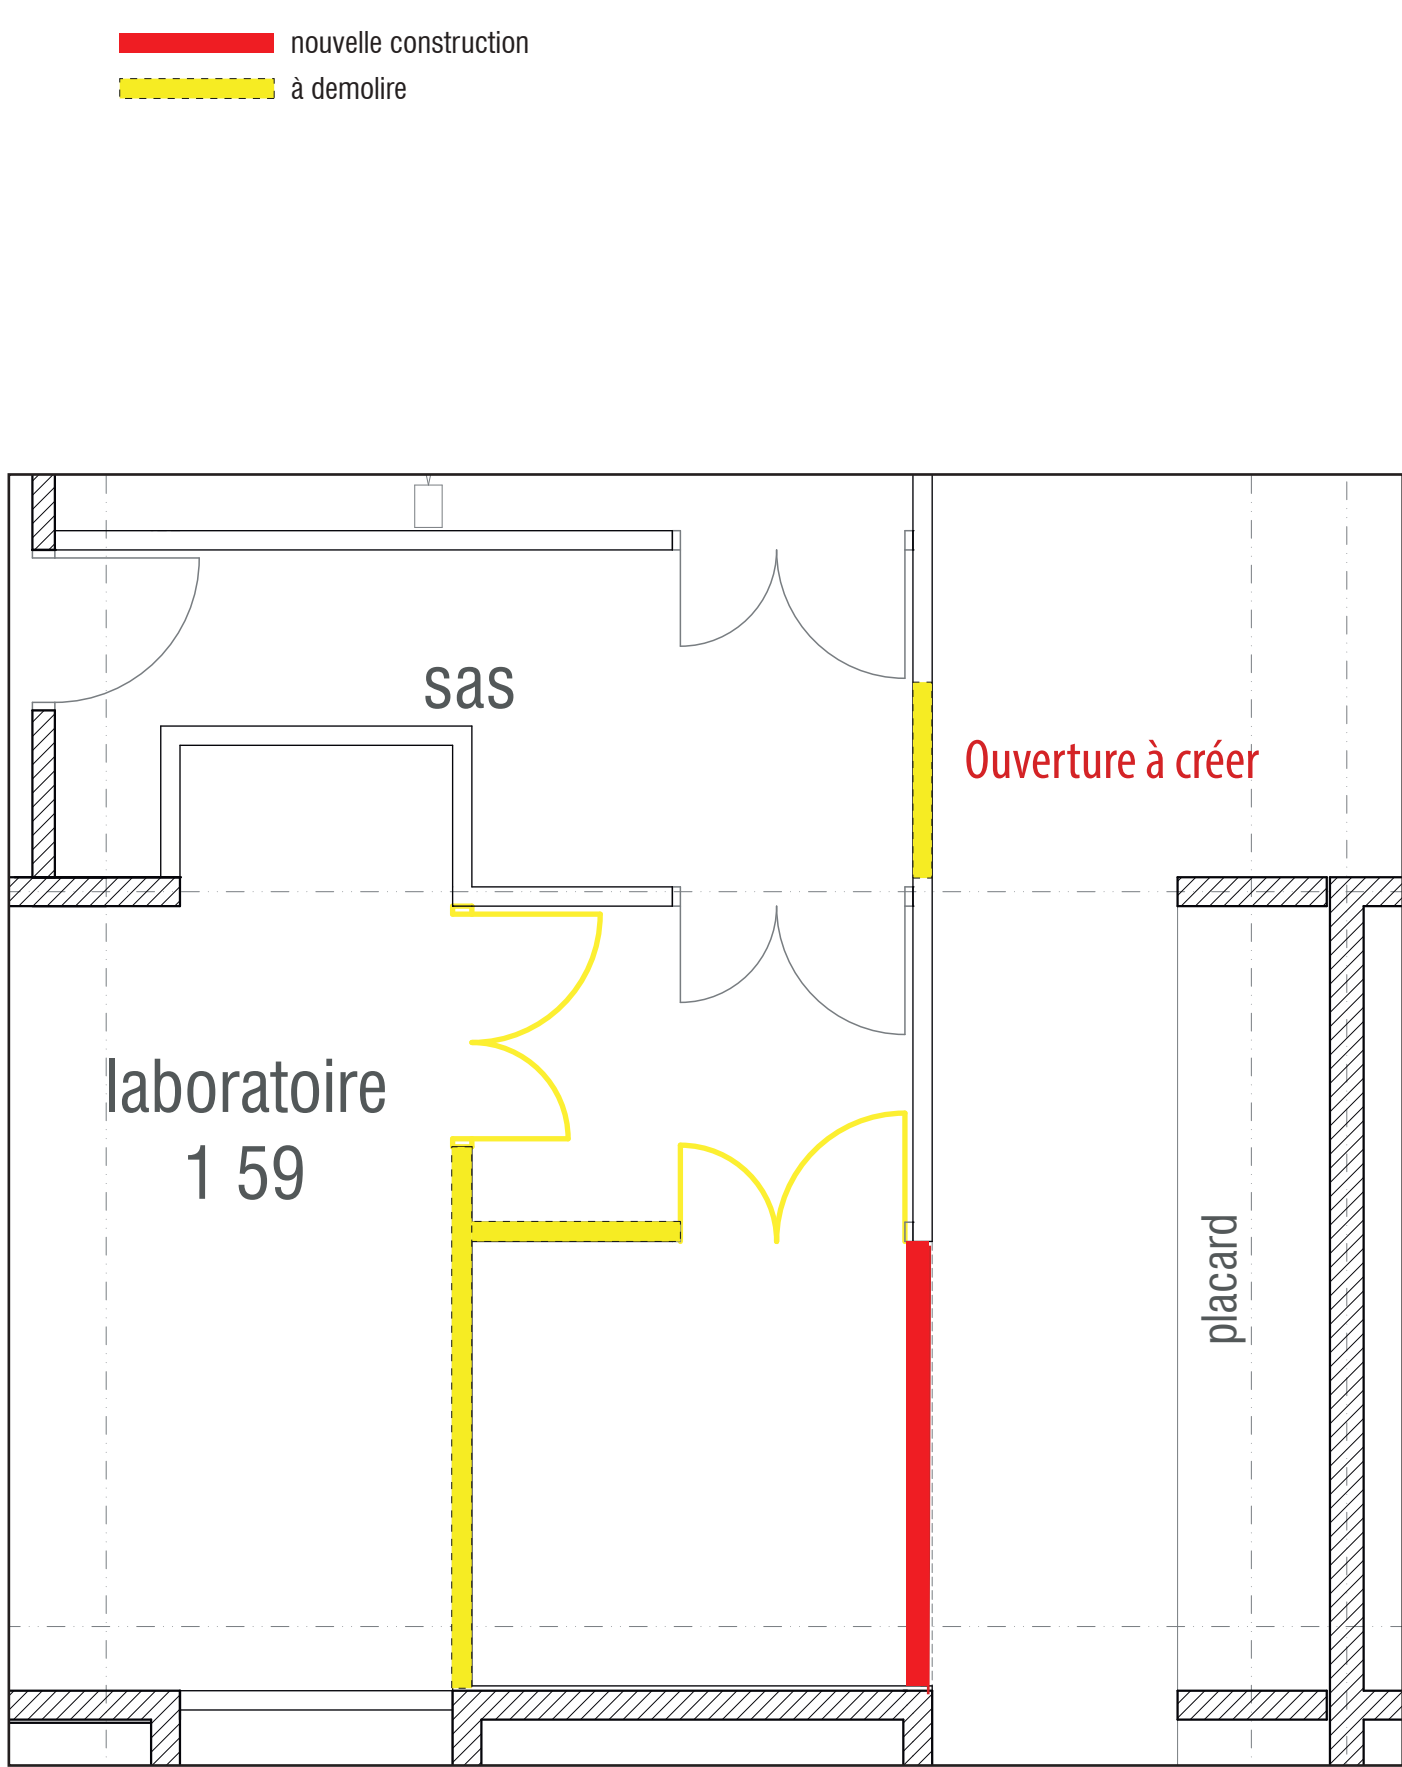 nouvelle construction
à demolire
sas
Ouverture à créer
laboratoire
1 59
placard